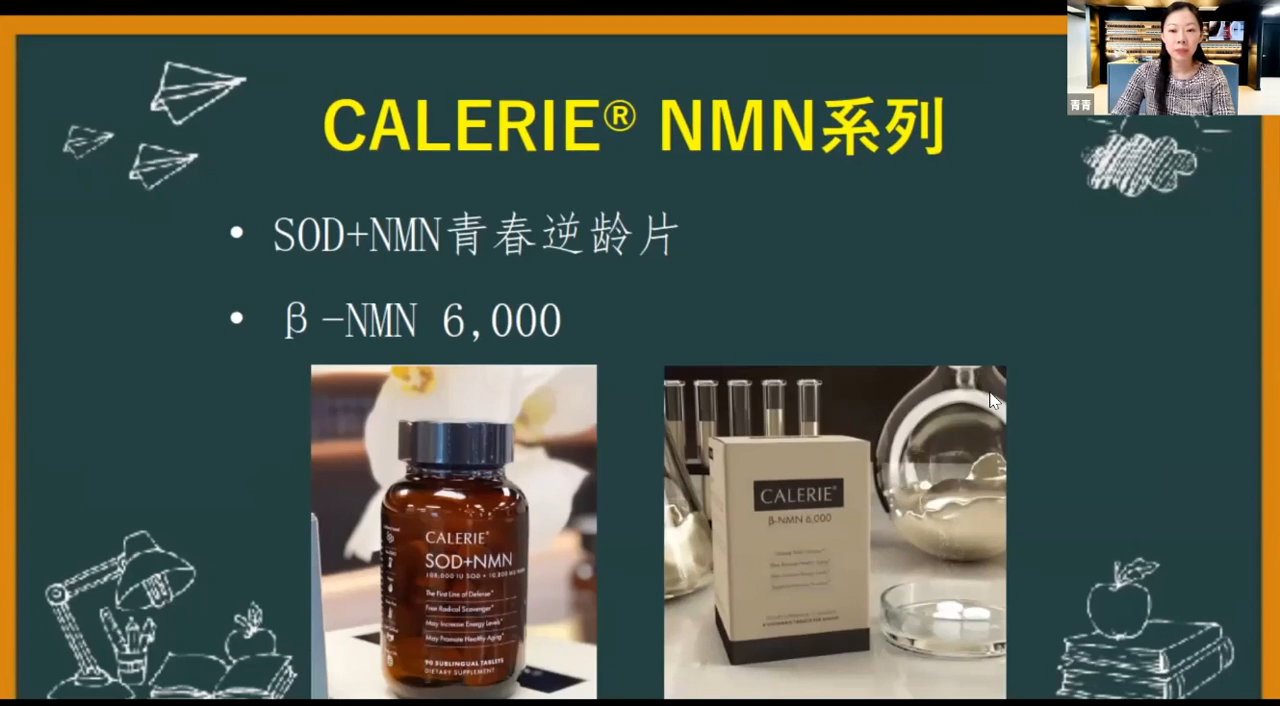 CALERIE® NMN系列
青青
• SOD+NMN青春逆龄片
• β-NMN 6,000
CALERIE®
SOD+NMN
The First Line of Defense*
Free Radical Scavenger*
May Increase Energy Levels*
May Promote Healthy Aging*
90 SUBLINGUAL TABLETS
DIETARY SUPPLEMENT
CALERIE®
β-NMN 6,000